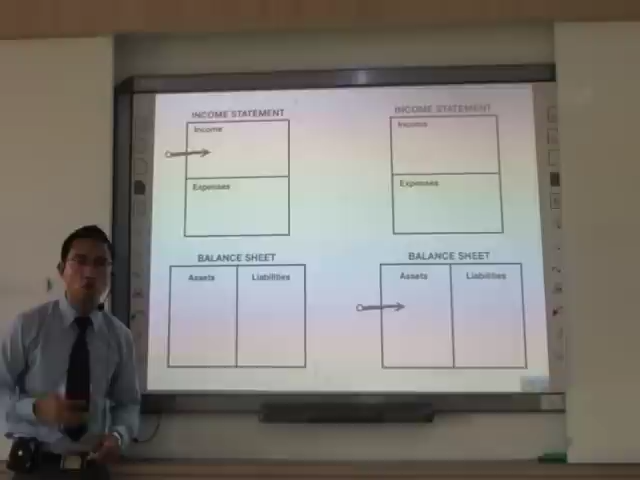 INCOME STATEMENT
Income
Expenses
BALANCE SHEET
Assets Liabilities
INCOME STATEMENT
Income
Expenses
BALANCE SHEET
Assets Liabilities